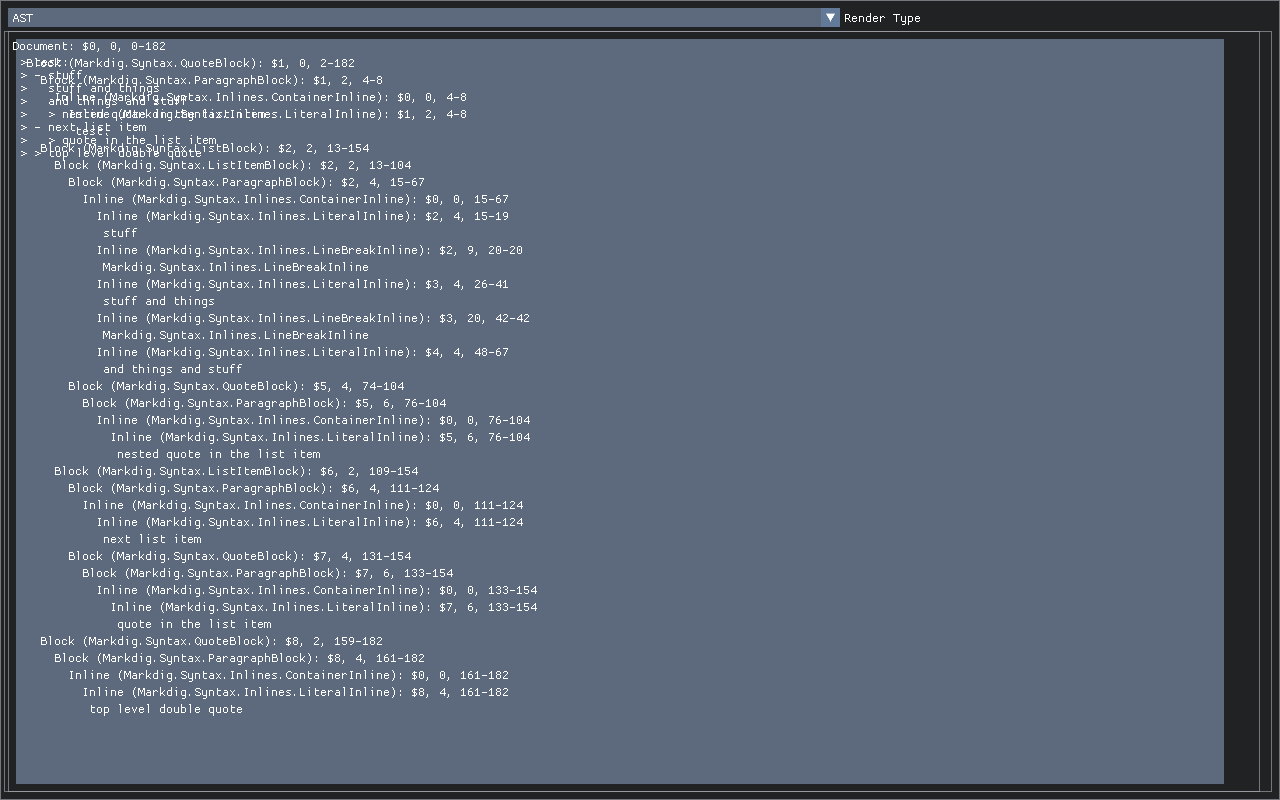 AST
Render Type
Document: $0, 0, 0-182
> test:
Block (Markdig.Syntax.QuoteBlock): $1, 0, 2-182
> - stuff
Block (Markdig.Syntax.ParagraphBlock): $1, 2, 4-8
>   stuff and things
Inline (Markdig.Syntax.Inlines.ContainerInline): $0, 0, 4-8
>   and things and stuff
Inline (Markdig.Syntax.Inlines.LiteralInline): $1, 2, 4-8
>   > nested quote in the list item
> - next list item
test:
>   > quote in the list item
Block (Markdig.Syntax.ListBlock): $2, 2, 13-154
> > top level double quote
Block (Markdig.Syntax.ListItemBlock): $2, 2, 13-104
Block (Markdig.Syntax.ParagraphBlock): $2, 4, 15-67
Inline (Markdig.Syntax.Inlines.ContainerInline): $0, 0, 15-67
Inline (Markdig.Syntax.Inlines.LiteralInline): $2, 4, 15-19
stuff
Inline (Markdig.Syntax.Inlines.LineBreakInline): $2, 9, 20-20
Markdig.Syntax.Inlines.LineBreakInline
Inline (Markdig.Syntax.Inlines.LiteralInline): $3, 4, 26-41
stuff and things
Inline (Markdig.Syntax.Inlines.LineBreakInline): $3, 20, 42-42
Markdig.Syntax.Inlines.LineBreakInline
Inline (Markdig.Syntax.Inlines.LiteralInline): $4, 4, 48-67
and things and stuff
Block (Markdig.Syntax.QuoteBlock): $5, 4, 74-104
Block (Markdig.Syntax.ParagraphBlock): $5, 6, 76-104
Inline (Markdig.Syntax.Inlines.ContainerInline): $0, 0, 76-104
Inline (Markdig.Syntax.Inlines.LiteralInline): $5, 6, 76-104
nested quote in the list item
Block (Markdig.Syntax.ListItemBlock): $6, 2, 109-154
Block (Markdig.Syntax.ParagraphBlock): $6, 4, 111-124
Inline (Markdig.Syntax.Inlines.ContainerInline): $0, 0, 111-124
Inline (Markdig.Syntax.Inlines.LiteralInline): $6, 4, 111-124
next list item
Block (Markdig.Syntax.QuoteBlock): $7, 4, 131-154
Block (Markdig.Syntax.ParagraphBlock): $7, 6, 133-154
Inline (Markdig.Syntax.Inlines.ContainerInline): $0, 0, 133-154
Inline (Markdig.Syntax.Inlines.LiteralInline): $7, 6, 133-154
quote in the list item
Block (Markdig.Syntax.QuoteBlock): $8, 2, 159-182
Block (Markdig.Syntax.ParagraphBlock): $8, 4, 161-182
Inline (Markdig.Syntax.Inlines.ContainerInline): $0, 0, 161-182
Inline (Markdig.Syntax.Inlines.LiteralInline): $8, 4, 161-182
top level double quote